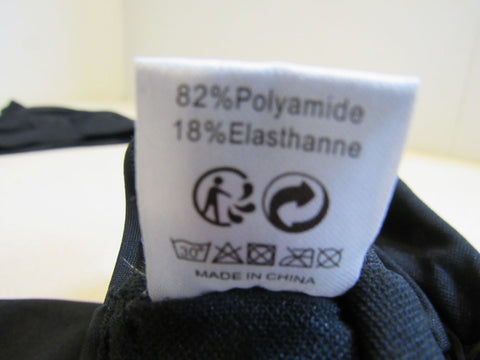 82%Polyamide
18%Elasthanne
30°
MADE IN CHINA